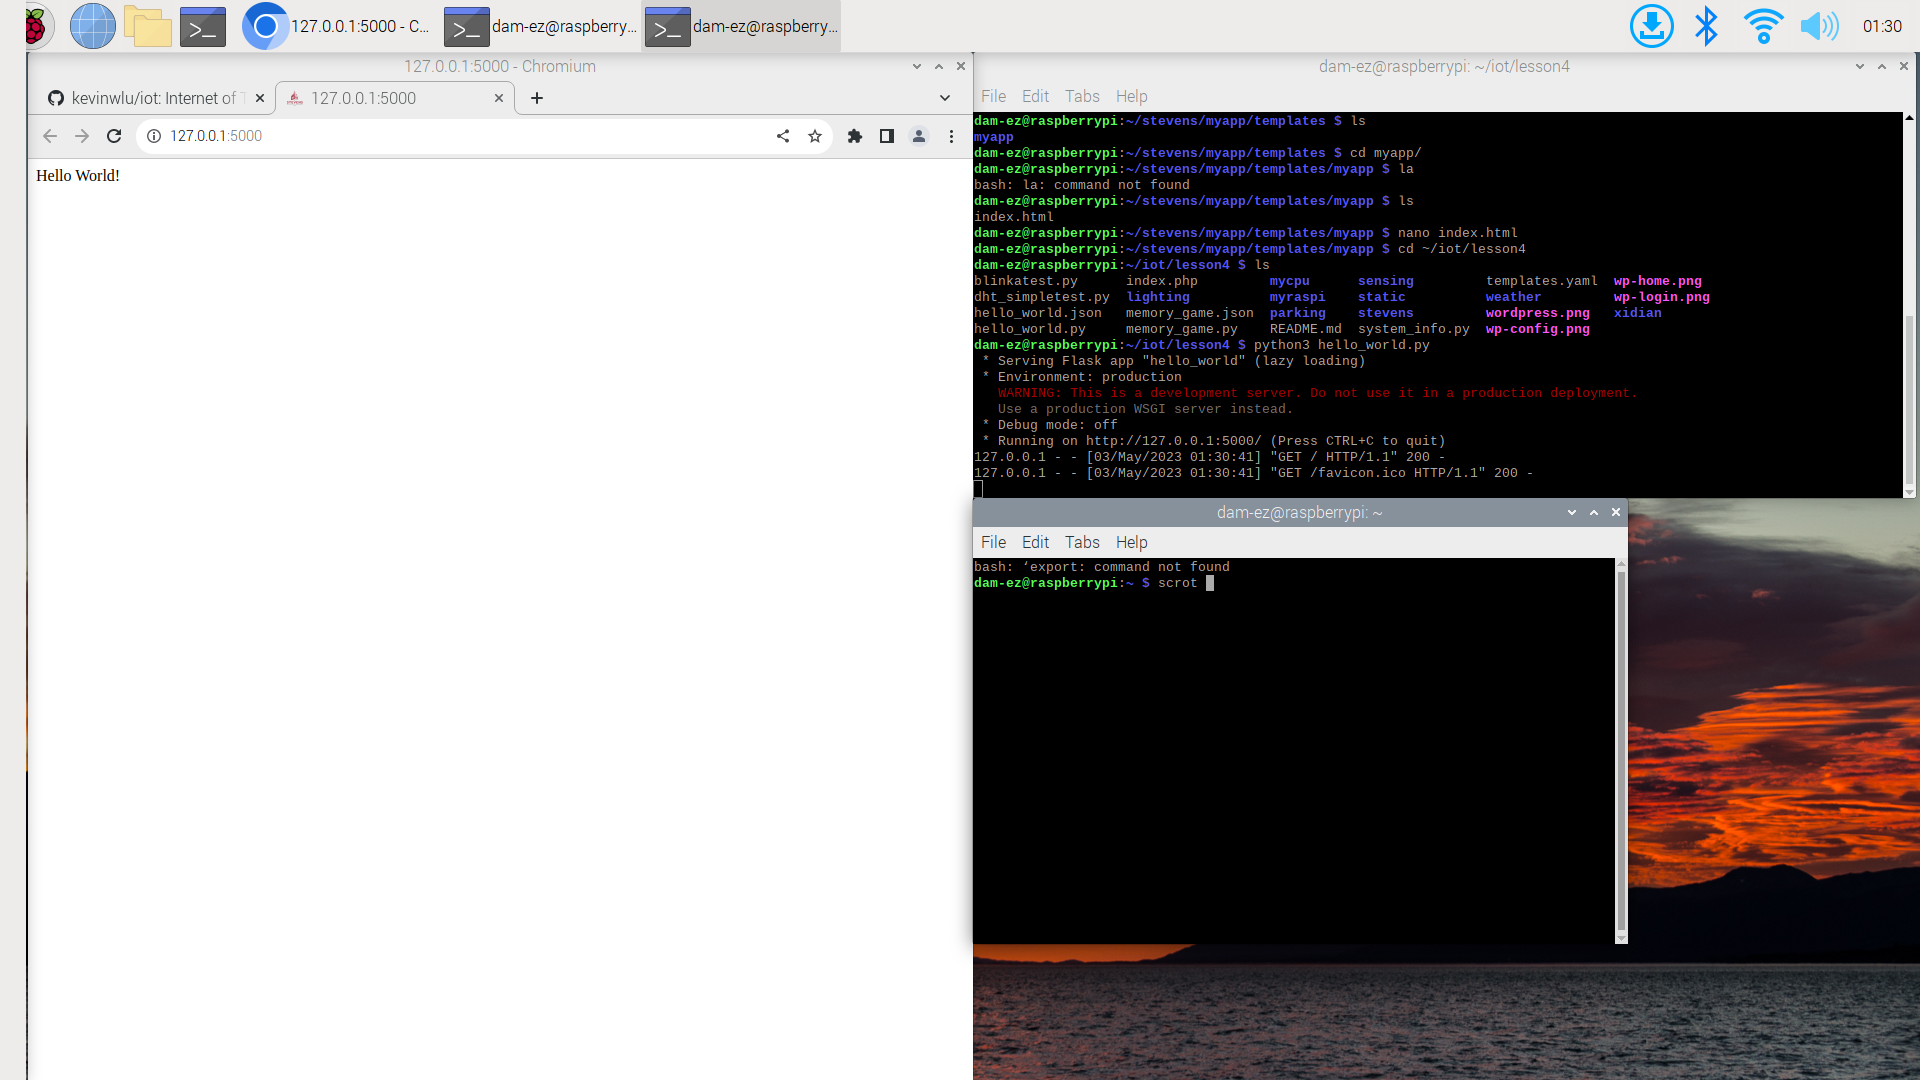 127.0.0.1:5000 - C...
dam-ez@raspberry...
dam-ez@raspberry...
01:30
127.0.0.1:5000 - Chromium
kevinwlu/iot: Internet of T
127.0.0.1:5000
127.0.0.1:5000
Hello World!
dam-ez@raspberrypi: ~/iot/lesson4
File Edit Tabs Help
dam-ez@raspberrypi:~/stevens/myapp/templates $ ls
myapp
dam-ez@raspberrypi:~/stevens/myapp/templates $ cd myapp/
dam-ez@raspberrypi:~/stevens/myapp/templates/myapp $ la
bash: la: command not found
dam-ez@raspberrypi:~/stevens/myapp/templates/myapp $ ls
index.html
dam-ez@raspberrypi:~/stevens/myapp/templates/myapp $ nano index.html
dam-ez@raspberrypi:~/stevens/myapp/templates/myapp $ cd ~/iot/lesson4
dam-ez@raspberrypi:~/iot/lesson4 $ ls
blinkatest.py index.php mycpu sensing templates.yaml wp-home.png
dht_simpletest.py lighting myraspi static weather wp-login.png
hello_world.json memory_game.json parking stevens wordpress.png xidian
hello_world.py memory_game.py README.md system_info.py wp-config.png
dam-ez@raspberrypi:~/iot/lesson4 $ python3 hello_world.py
* Serving Flask app "hello_world" (lazy loading)
* Environment: production
WARNING: This is a development server. Do not use it in a production deployment.
Use a production WSGI server instead.
* Debug mode: off
* Running on http://127.0.0.1:5000/ (Press CTRL+C to quit)
127.0.0.1 - - [03/May/2023 01:30:41] "GET / HTTP/1.1" 200 -
127.0.0.1 - - [03/May/2023 01:30:41] "GET /favicon.ico HTTP/1.1" 200 -
dam-ez@raspberrypi: ~
File Edit Tabs Help
bash: ‘export: command not found
dam-ez@raspberrypi:~ $ scrot